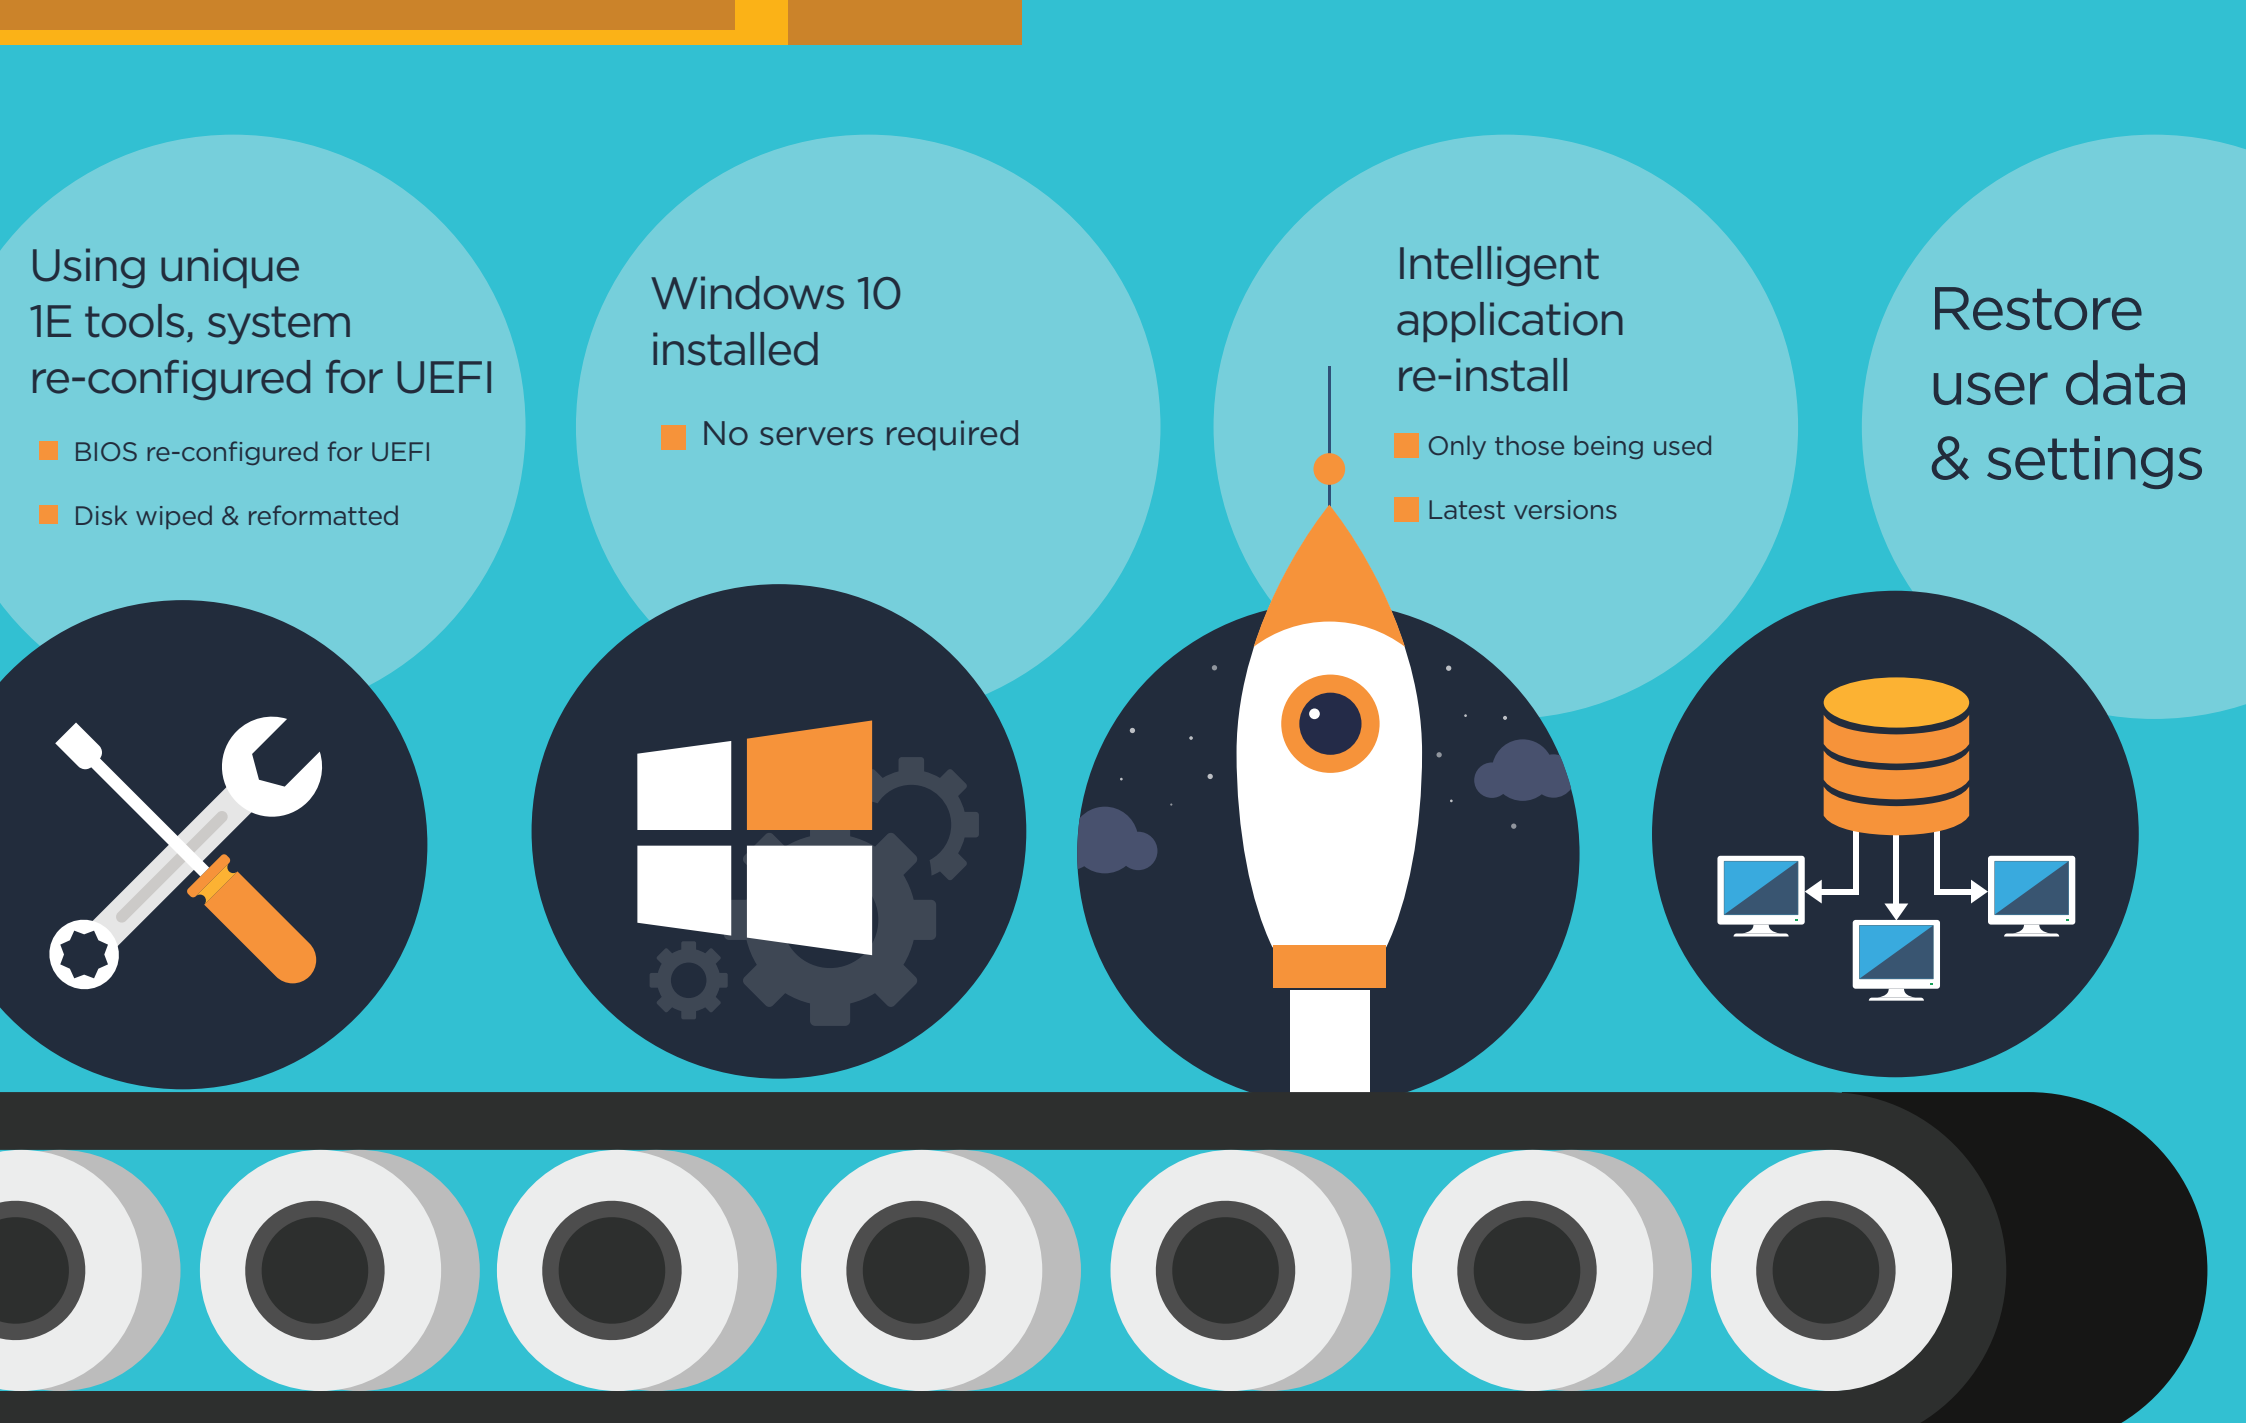 Using unique
1E tools, system
re-configured for UEFI
BIOS re-configured for UEFI
Disk wiped & reformatted
Windows 10
installed
No servers required
Intelligent
application
re-install
Only those being used
Latest versions
Restore
user data
& settings